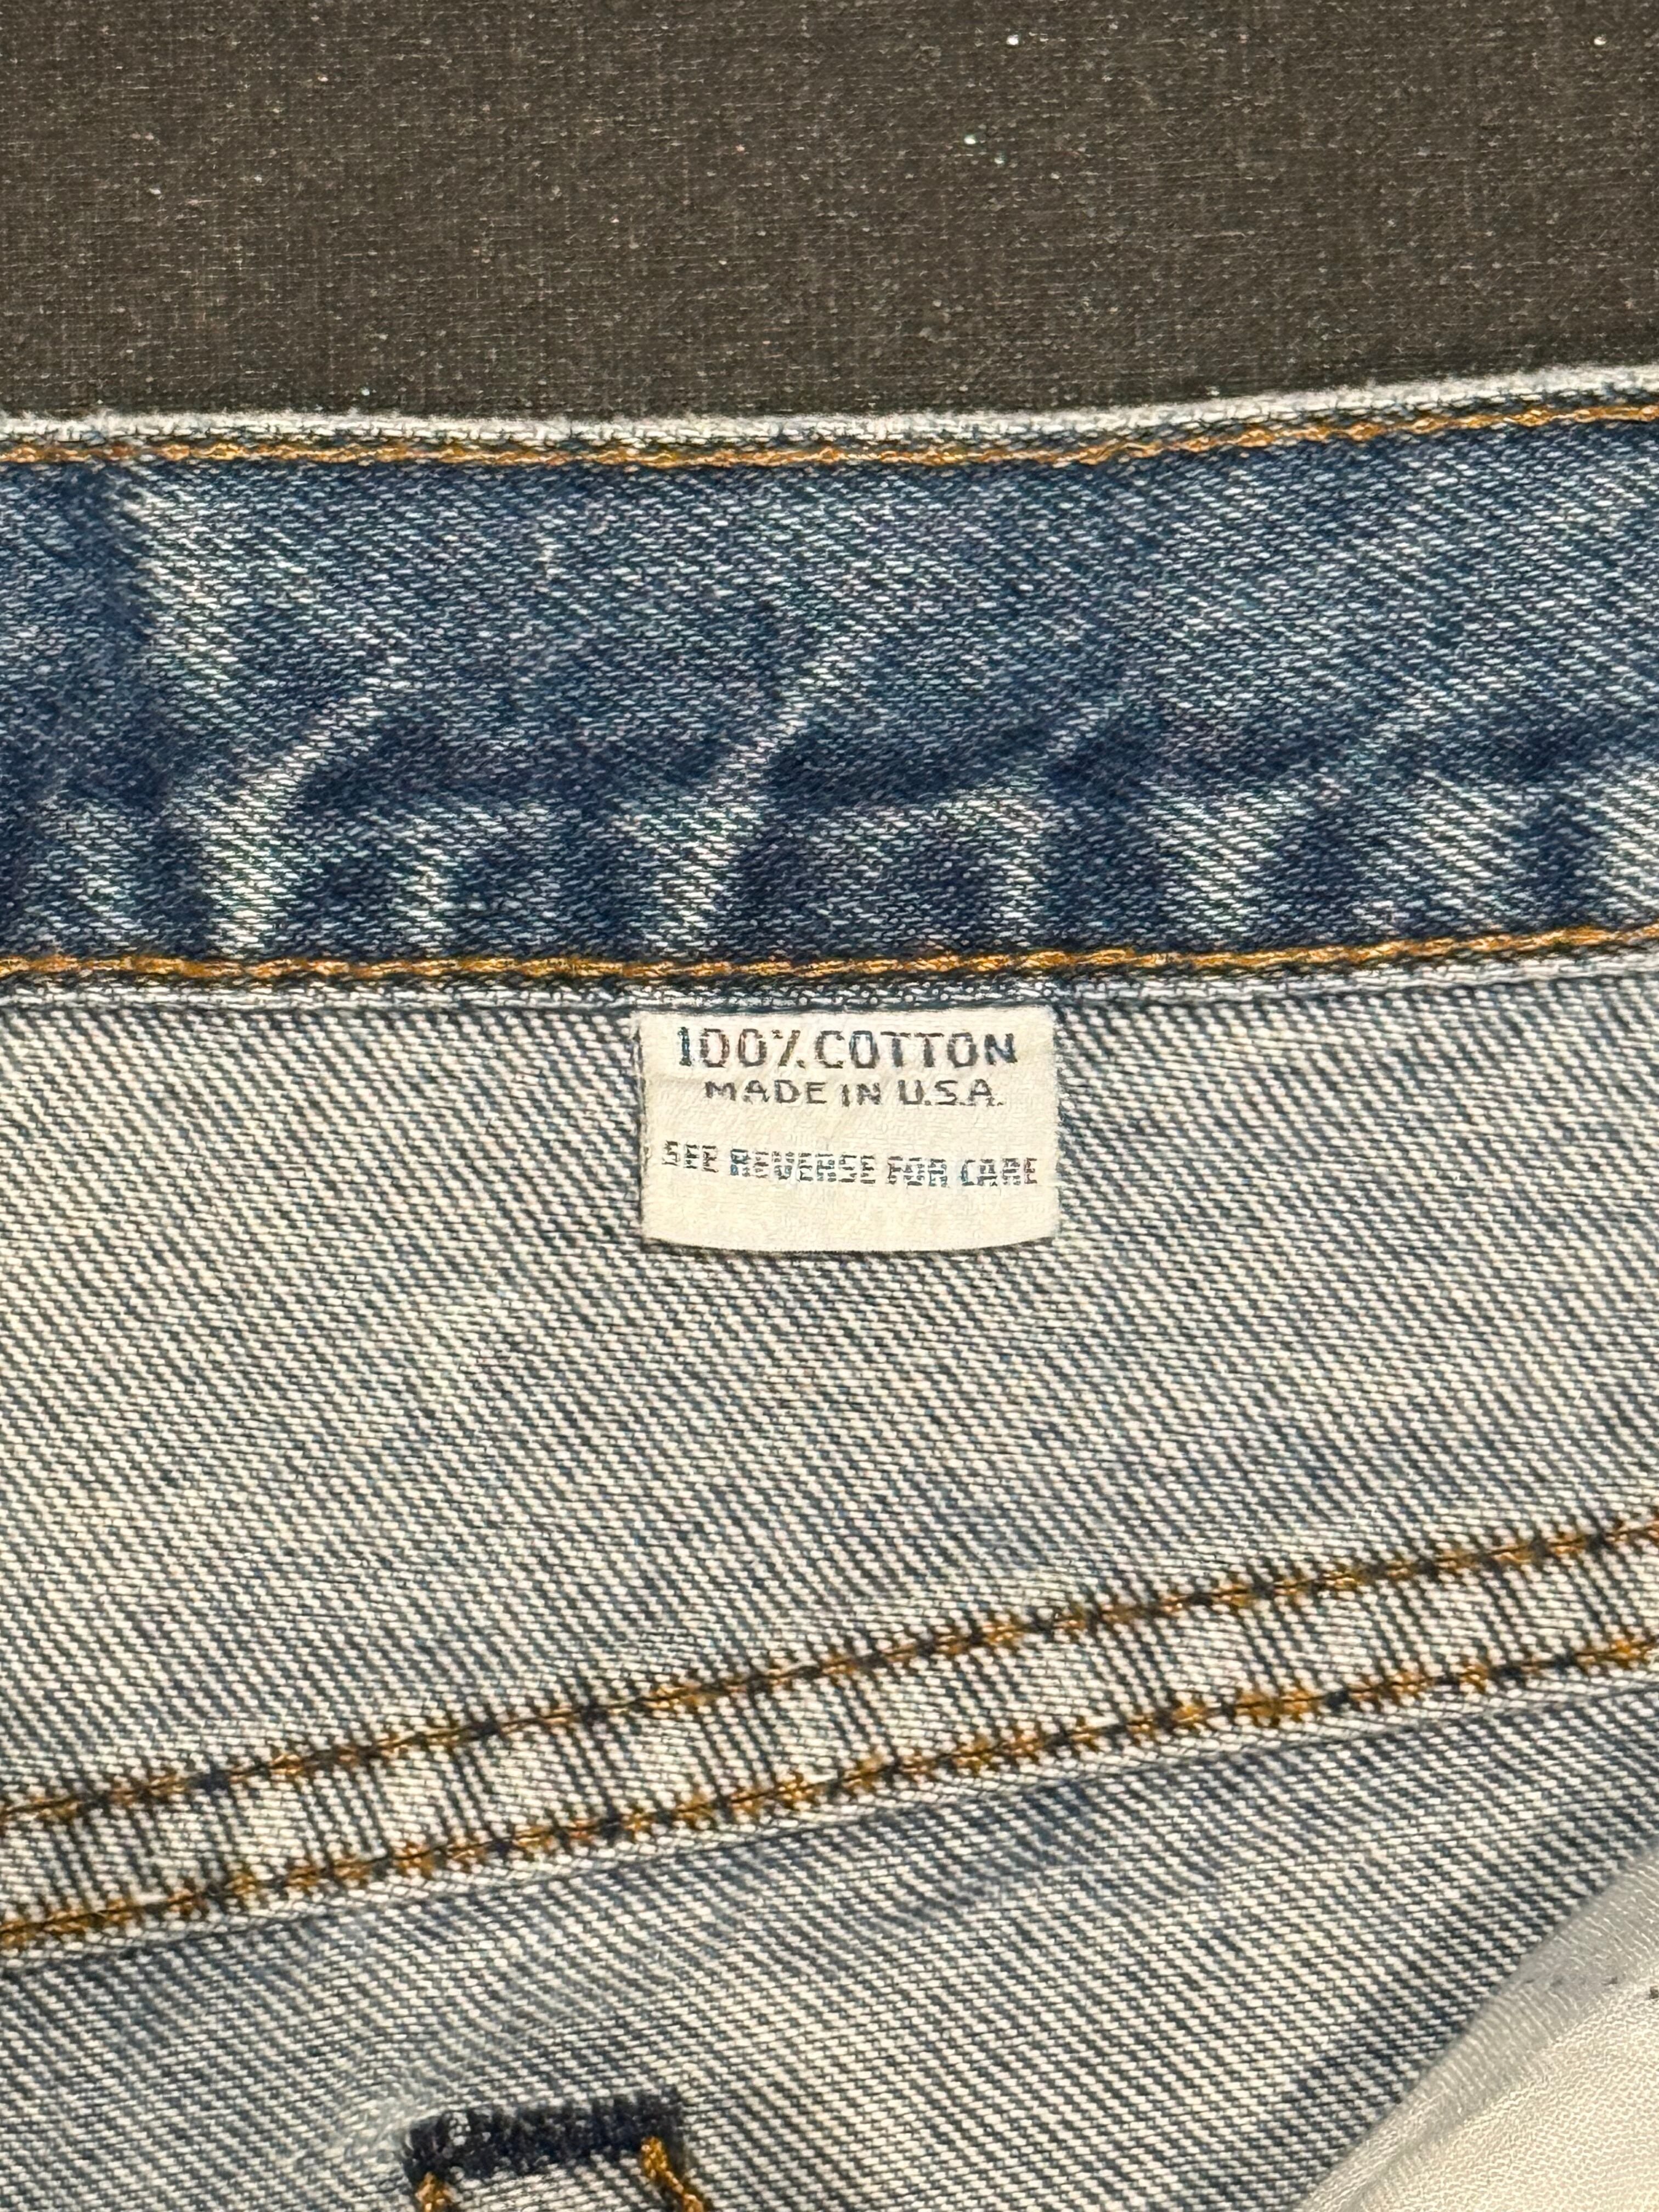 100% COTTON
MADE IN U.S.A.
SEE REVERSE FOR CARE